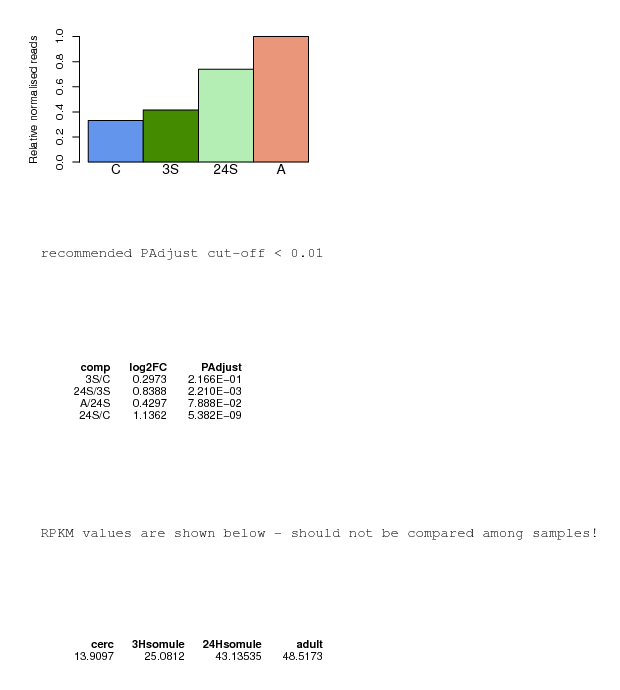 Relative normalised reads
1.0
0.8
0.6
0.4
0.2
0.0
C 3S 24S A
recommended PAdjust cut-off < 0.01
comp log2FC PAdjust
3S/C 0.2973 2.166E-01
24S/3S 0.8388 2.210E-03
A/24S 0.4297 7.888E-02
24S/C 1.1362 5.382E-09
RPKM values are shown below - should not be compared among samples!
cerc 3Hsomule 24Hsomule adult
13.9097 25.0812 43.13535 48.5173